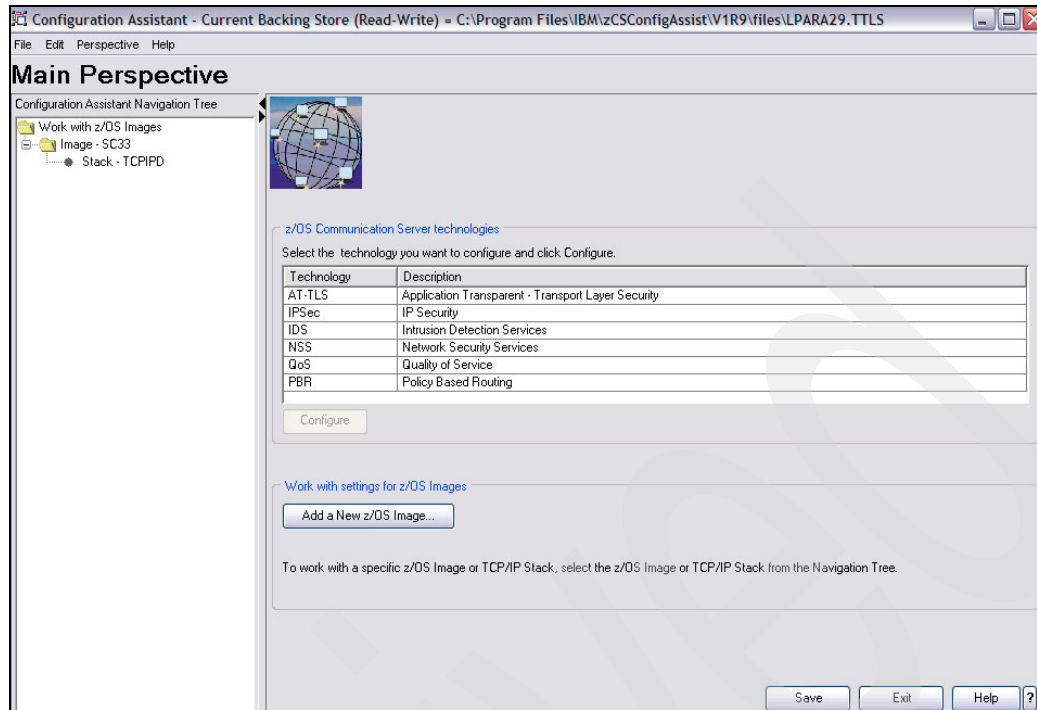 Configuration Assistant - Current Backing Store (Read-Write) = C:\Program Files\IBM\zCSConfigAssist\V1R9\files\LPARA29.TTLS
File Edit Perspective Help
Main Perspective
Configuration Assistant Navigation Tree
Work with z/OS Images
Image - SC33
Stack - TCPIPD
z/OS Communication Server technologies
Select the technology you want to configure and click Configure.
Technology Description
AT-TLS Application Transparent - Transport Layer Security
IPSec IP Security
IDS Intrusion Detection Services
NSS Network Security Services
QoS Quality of Service
PBR Policy Based Routing
Configure
Work with settings for z/OS Images
Add a New z/OS Image...
To work with a specific z/OS Image or TCP/IP Stack, select the z/OS Image or TCP/IP Stack from the Navigation Tree.
Save Exit Help ?